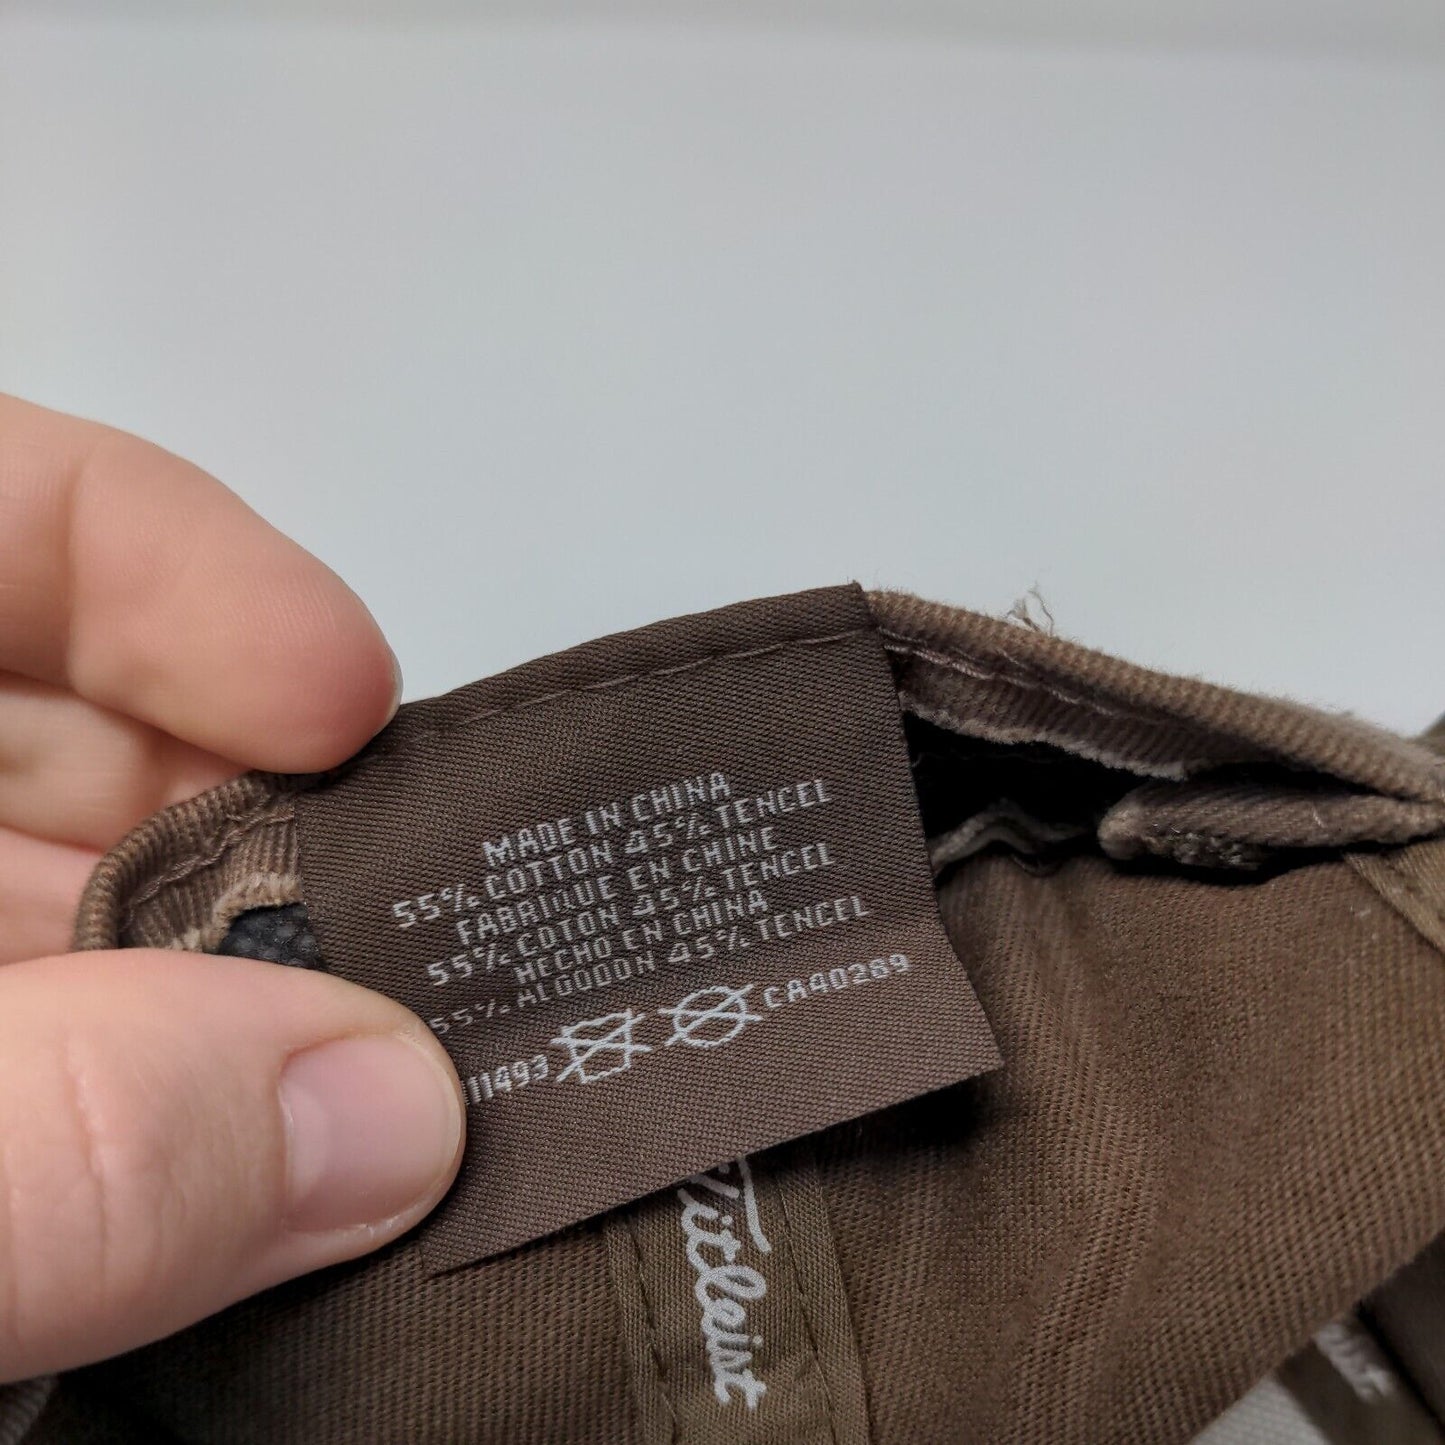 MADE IN CHINA
55% COTTON 45% TENCEL
FABRIQUE EN CHINE
55% COTON 45% TENCEL
HECHO EN CHINA
55% ALGODON 45% TENCEL
11493 CA40289
Titleist